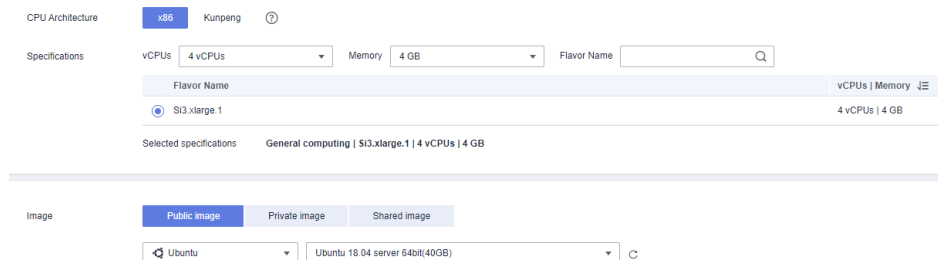 CPU Architecture x86 Kunpeng ?
Specifications vCPUs 4 vCPUs Memory 4 GB Flavor Name
Flavor Name vCPUs | Memory
Si3.xlarge.1 4 vCPUs | 4 GB
Selected specifications General computing | Si3.xlarge.1 | 4 vCPUs | 4 GB
Image Public image Private image Shared image
Ubuntu Ubuntu 18.04 server 64bit(40GB)